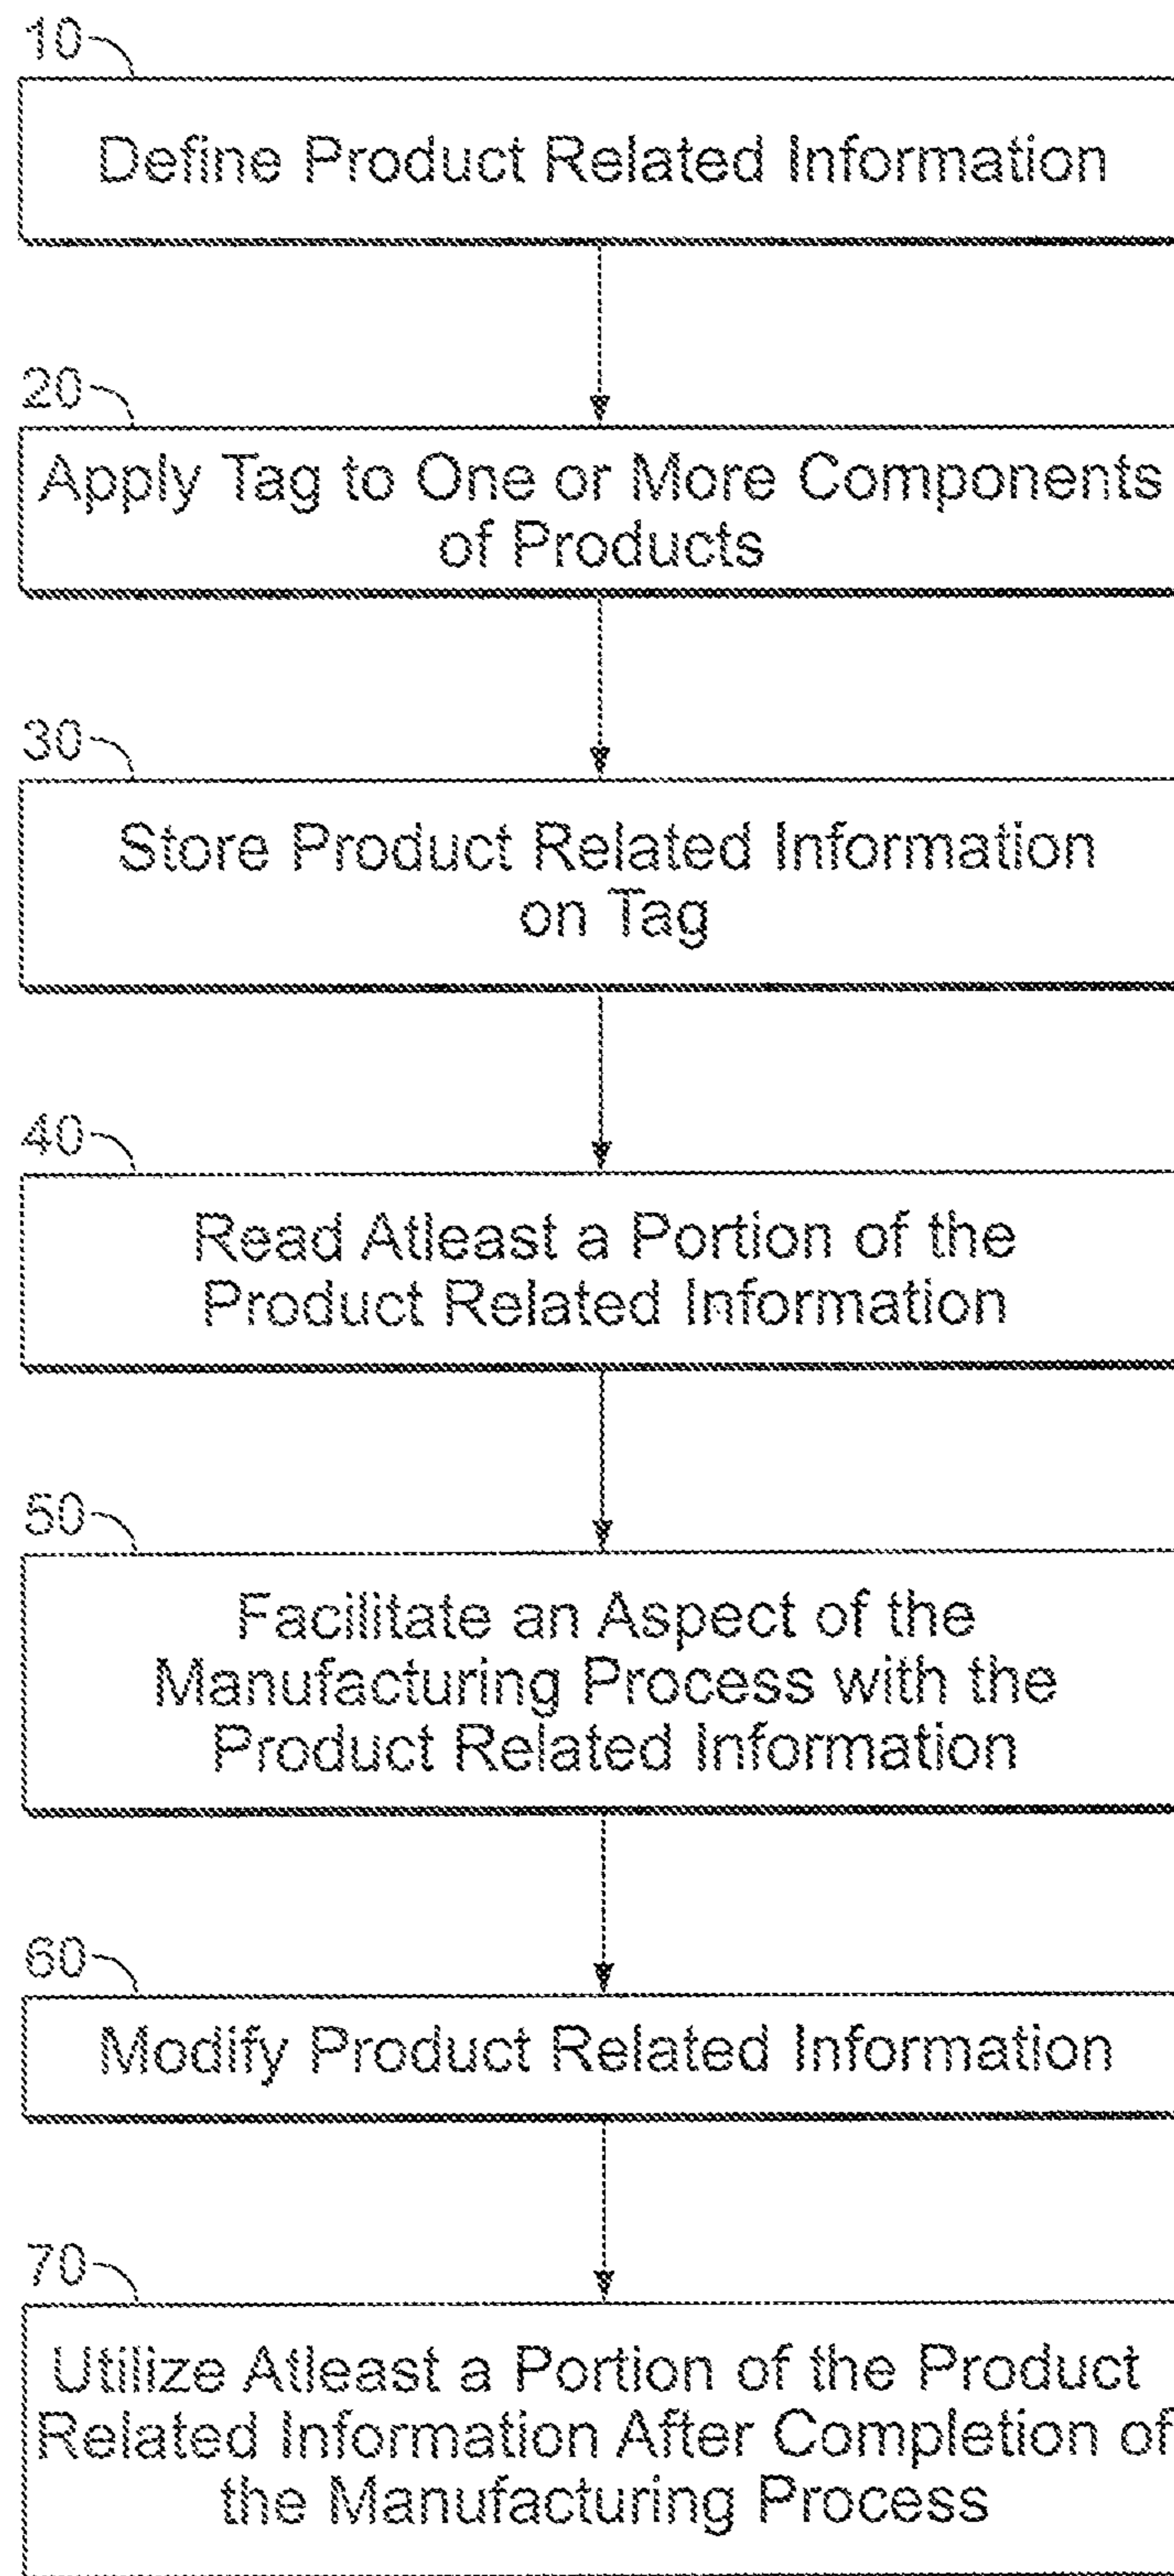 10
Define Product Related Information
20
Apply Tag to One or More Components
of Products
30
Store Product Related Information
on Tag
40
Read Atleast a Portion of the
Product Related Information
50
Facilitate an Aspect of the
Manufacturing Process with the
Product Related Information
60
Modify Product Related Information
70
Utilize Atleast a Portion of the Product
Related Information After Completion of
the Manufacturing Process